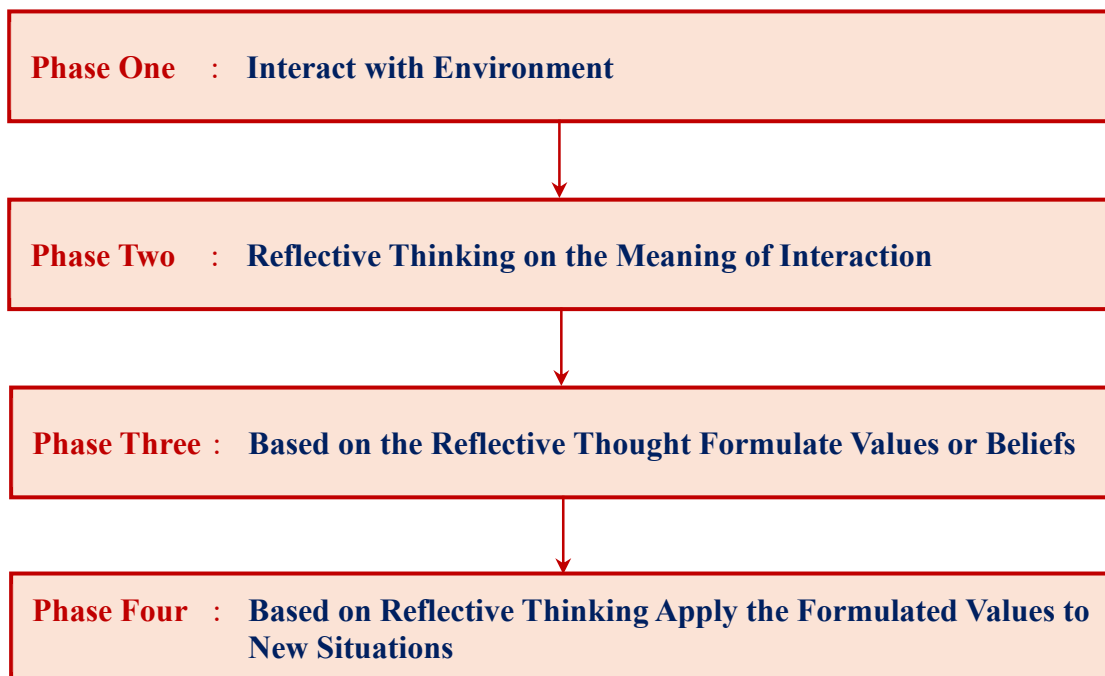 Phase One : Interact with Environment
Phase Two : Reflective Thinking on the Meaning of Interaction
Phase Three : Based on the Reflective Thought Formulate Values or Beliefs
Phase Four : Based on Reflective Thinking Apply the Formulated Values to
New Situations